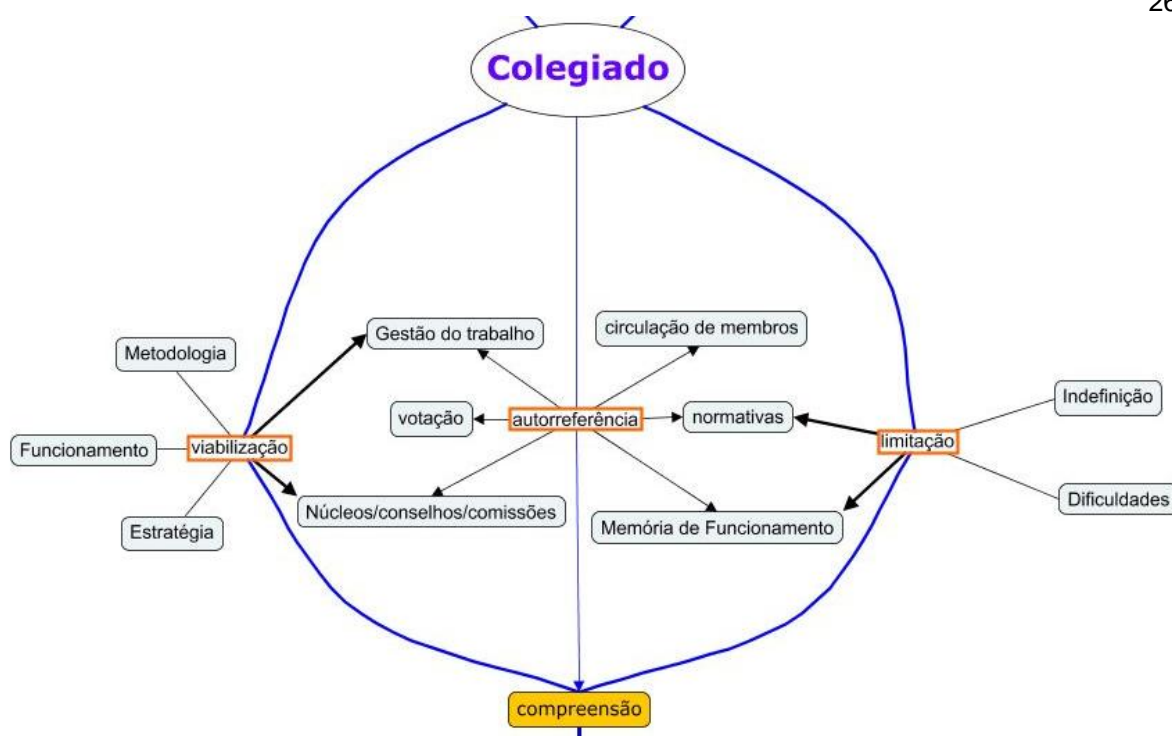 26
Colegiado
Gestão do trabalho
circulação de membros
Metodologia
votação
autorreferência
normativas
Indefinição
Funcionamento
viabilização
limitação
Núcleos/conselhos/comissões
Memória de Funcionamento
Dificuldades
Estratégia
compreensão